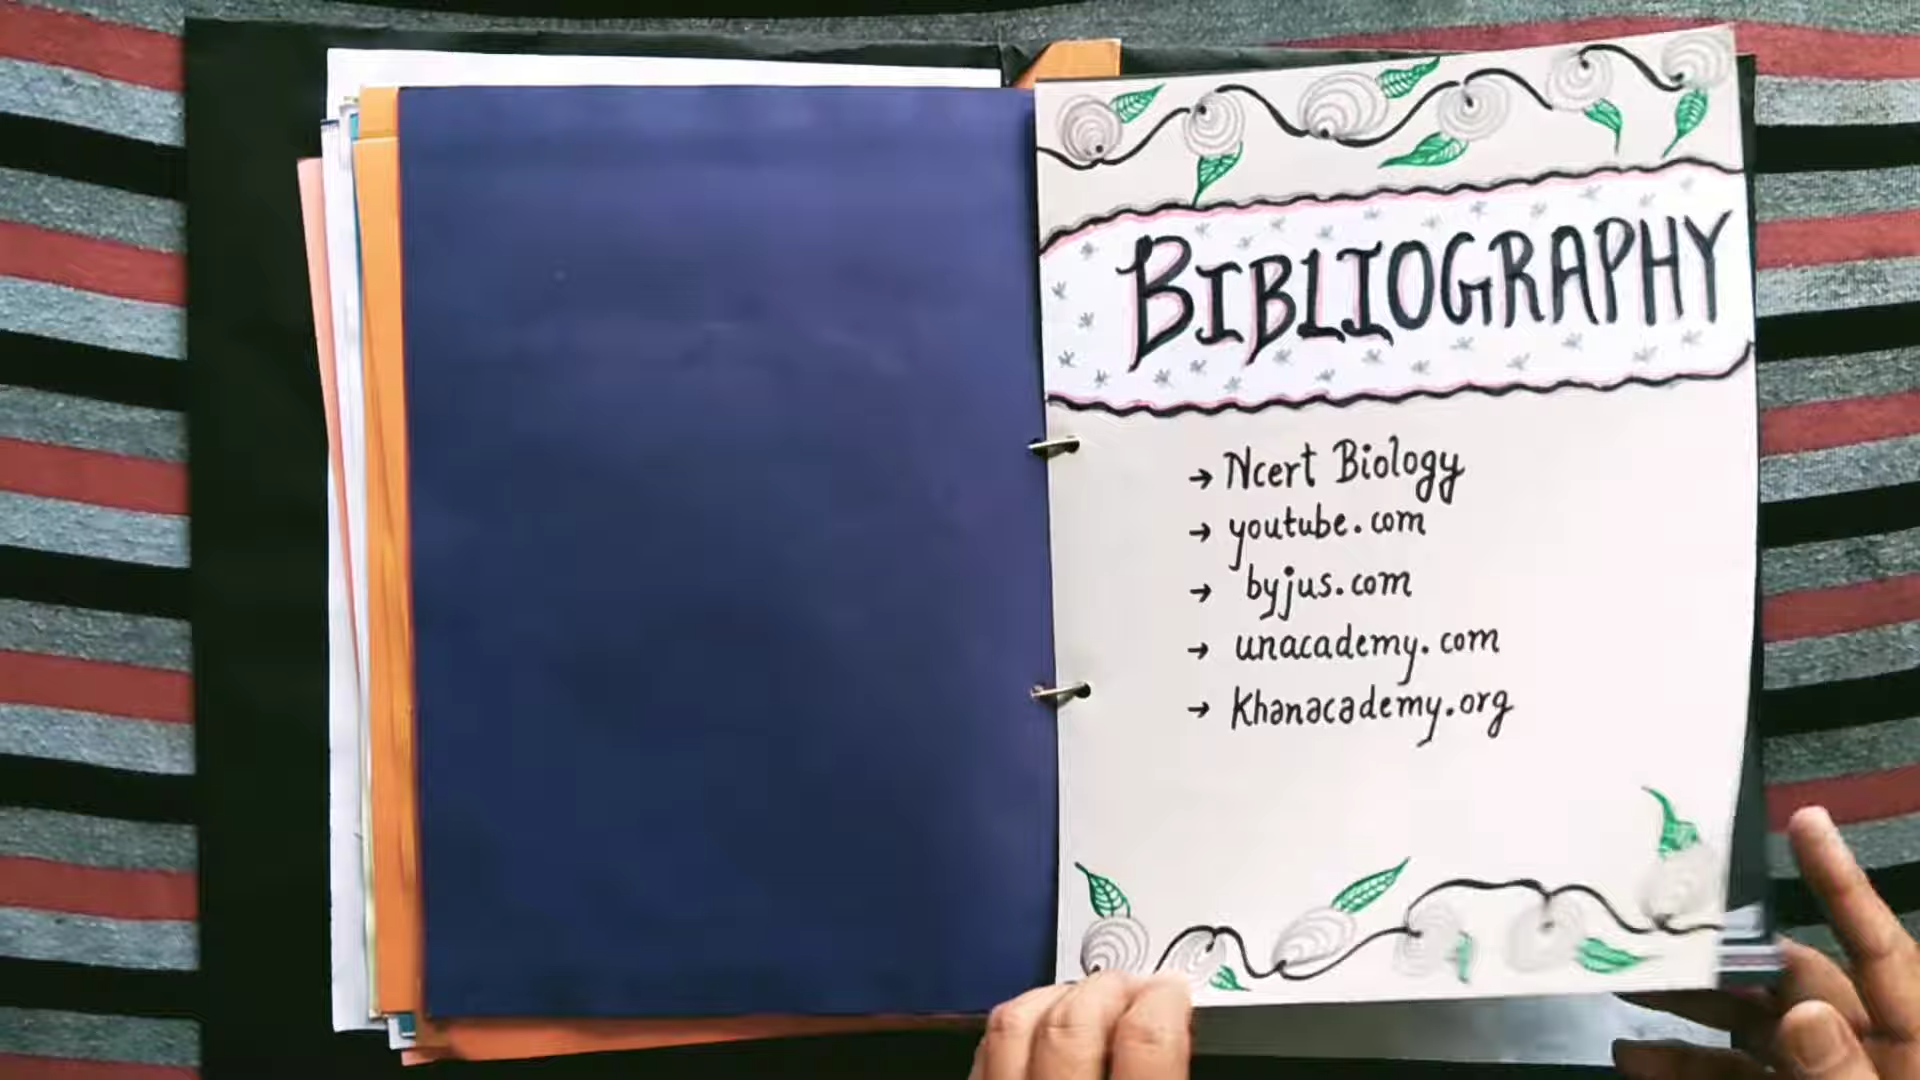 BIBLIOGRAPHY
→ Ncert Biology
→ youtube.com
→ byjus.com
→ unacademy.com
→ Khanacademy.org